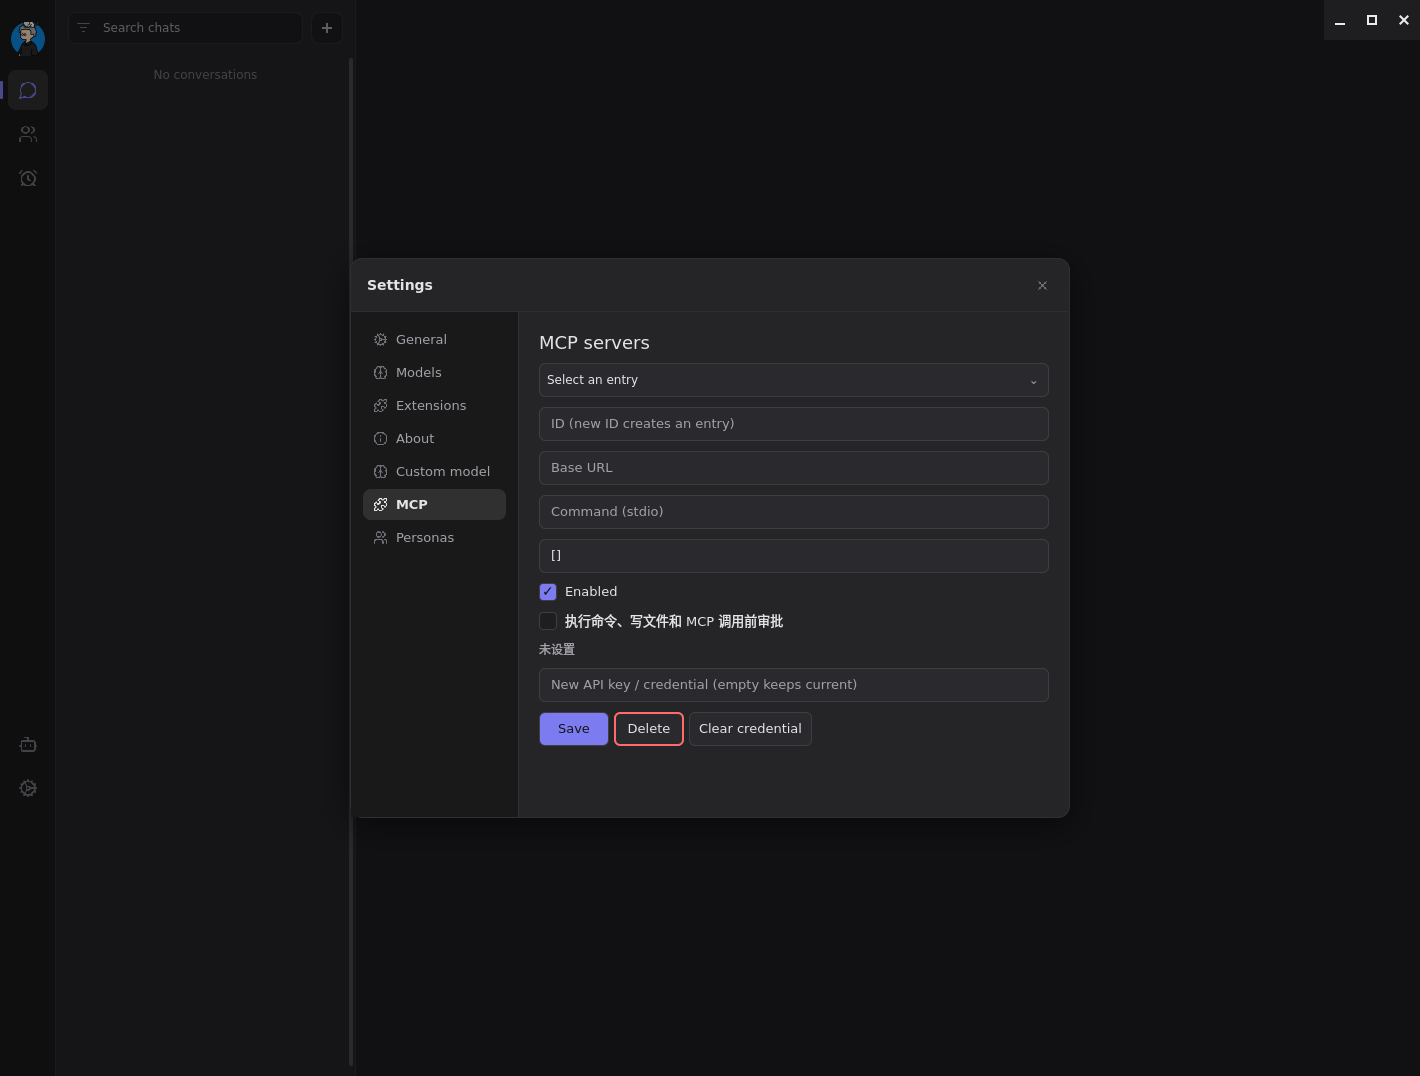 Search chats
No conversations
Settings
General
Models
Extensions
About
Custom model
MCP
Personas
MCP servers
Select an entry
ID (new ID creates an entry)
Base URL
Command (stdio)
[]
Enabled
执行命令、写文件和 MCP 调用前审批
未设置
New API key / credential (empty keeps current)
Save
Delete
Clear credential